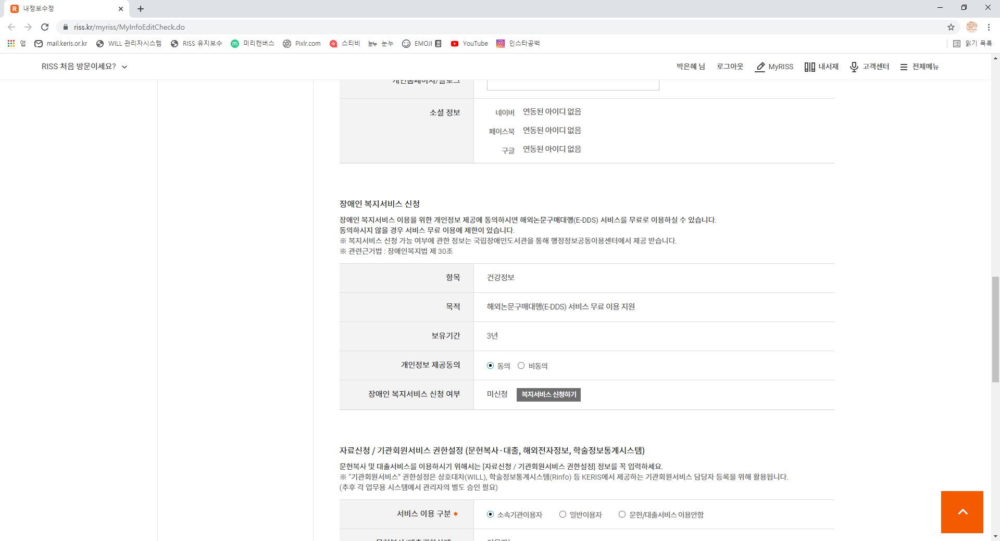 내정보수정
riss.kr/myriss/MyInfoEditCheck.do
앱 mail.keris.or.kr WILL 관리자시스템 RISS 유지보수 미리캔버스 Pixlr.com 스티비 눈누 EMOJI YouTube 인스타공백 읽기 목록
RISS 처음 방문이세요? 박은혜 님 로그아웃 MyRISS 내서재 고객센터 전체메뉴
개인홈페이지/블로그
소셜 정보 네이버 연동된 아이디 없음
페이스북 연동된 아이디 없음
구글 연동된 아이디 없음
장애인 복지서비스 신청
장애인 복지서비스 이용을 위한 개인정보 제공에 동의하시면 해외논문구매대행(E-DDS) 서비스를 무료로 이용하실 수 있습니다.
동의하시지 않을 경우 서비스 무료 이용에 제한이 있습니다.
※ 복지서비스 신청 가능 여부에 관한 정보는 국립장애인도서관을 통해 행정정보공동이용센터에서 제공 받습니다.
※ 관련근거법 : 장애인복지법 제 30조
항목 건강정보
목적 해외논문구매대행(E-DDS) 서비스 무료 이용 지원
보유기간 3년
개인정보 제공동의 동의 비동의
장애인 복지서비스 신청 여부 미신청 복지서비스 신청하기
자료신청 / 기관회원서비스 권한설정 (문헌복사·대출, 해외전자정보, 학술정보통계시스템)
문헌복사 및 대출서비스를 이용하시기 위해서는 [자료신청 / 기관회원서비스 권한설정] 정보를 꼭 입력하세요.
※ “기관회원서비스” 권한설정은 상호대차(WILL), 학술정보통계시스템(Rinfo) 등 KERIS에서 제공하는 기관회원서비스 담당자 등록을 위해 활용됩니다.
(추후 각 업무용 시스템에서 관리자의 별도 승인 필요)
서비스 이용 구분 * 소속기관이용자 일반이용자 문헌/대출서비스 이용안함